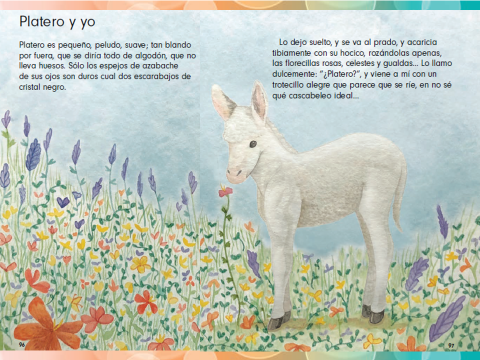 Platero y yo
Platero es pequeño, peludo, suave; tan blando
por fuera, que se diría todo de algodón, que no
lleva huesos. Sólo los espejos de azabache
de sus ojos son duros cual dos escarabajos de
cristal negro.
Lo dejo suelto, y se va al prado, y acaricia
tibiamente con su hocico, rozándolas apenas,
las florecillas rosas, celestes y gualdas... Lo llamo
dulcemente: "¿Platero?", y viene a mí con un
trotecillo alegre que parece que se ríe, en no sé
qué cascabeleo ideal...
96
97